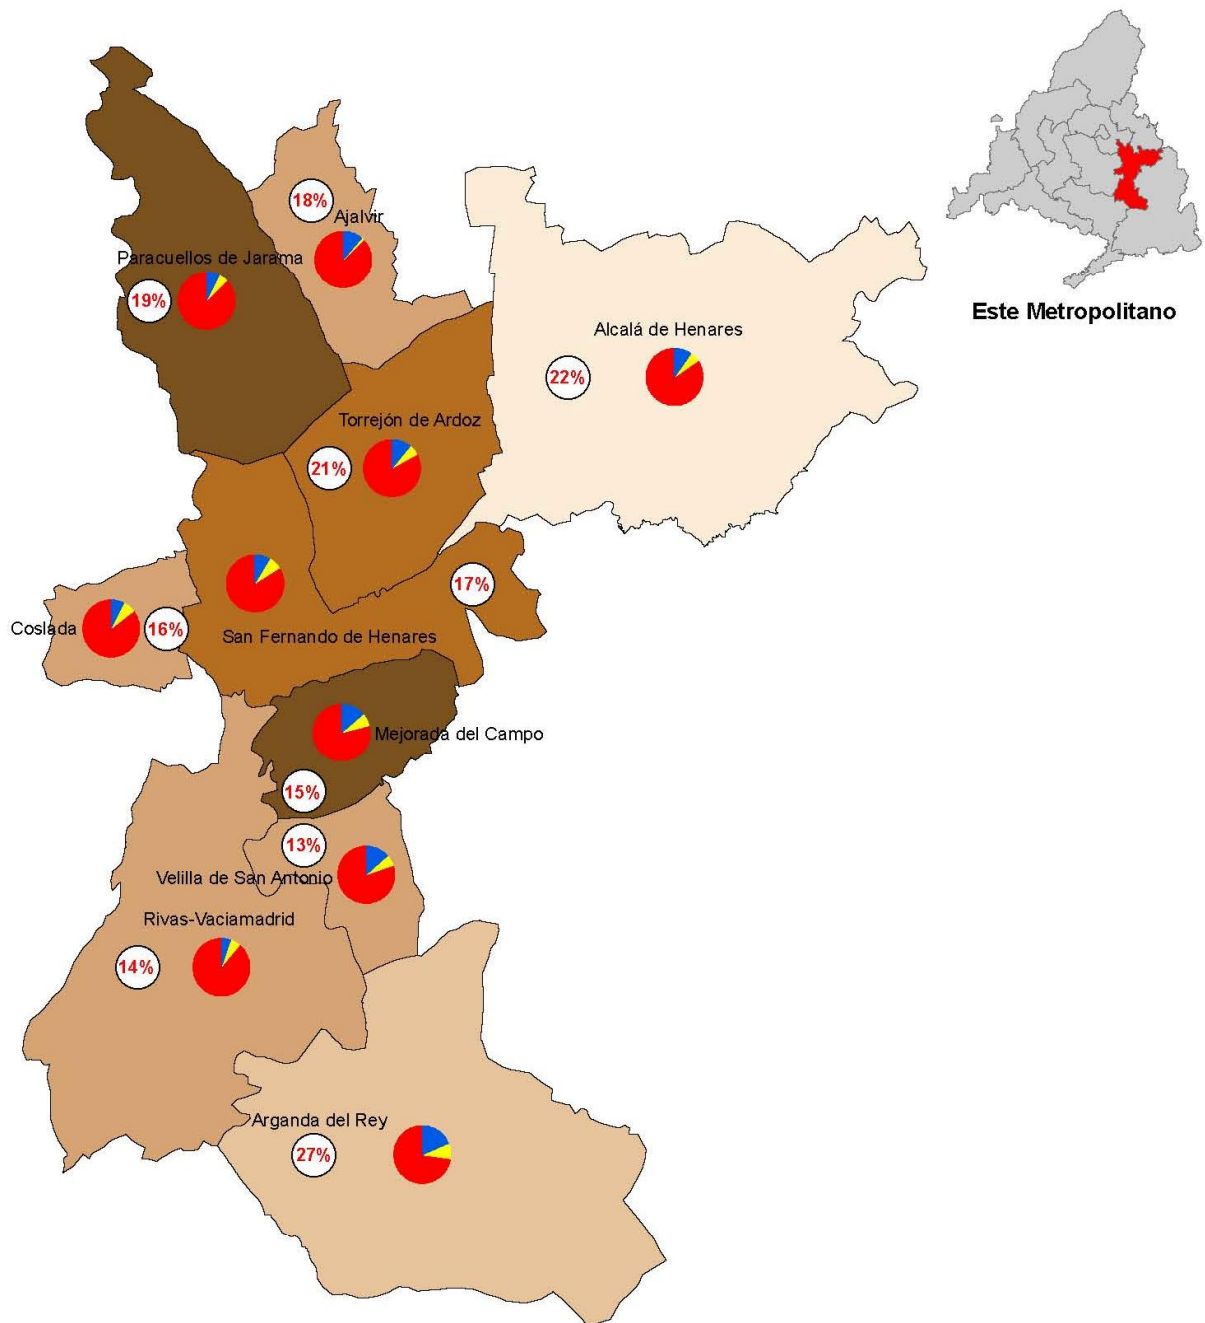 18%
Ajalvir
Paracuellos de Jarama
19%
Este Metropolitano
Alcalá de Henares
22%
Torrejón de Ardoz
21%
17%
Coslada
16%
San Fernando de Henares
Mejorada del Campo
15%
13%
Velilla de San Antonio
Rivas-Vaciamadrid
14%
Arganda del Rey
27%